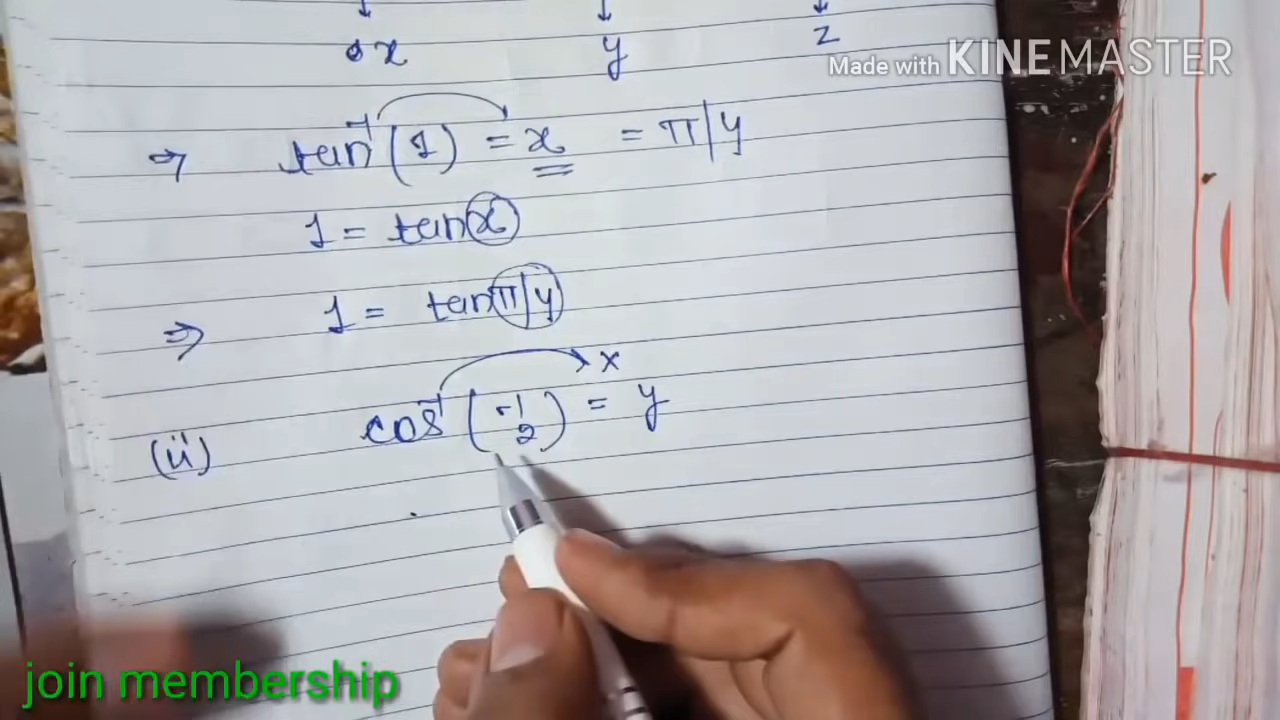 x y z
Made with KINEMASTER
⇒ tan⁻¹ (1) = x = π/4
1 = tan x
⇒ 1 = tan π/4
x
(ii) cos⁻¹ (-1/2) = y
join membership